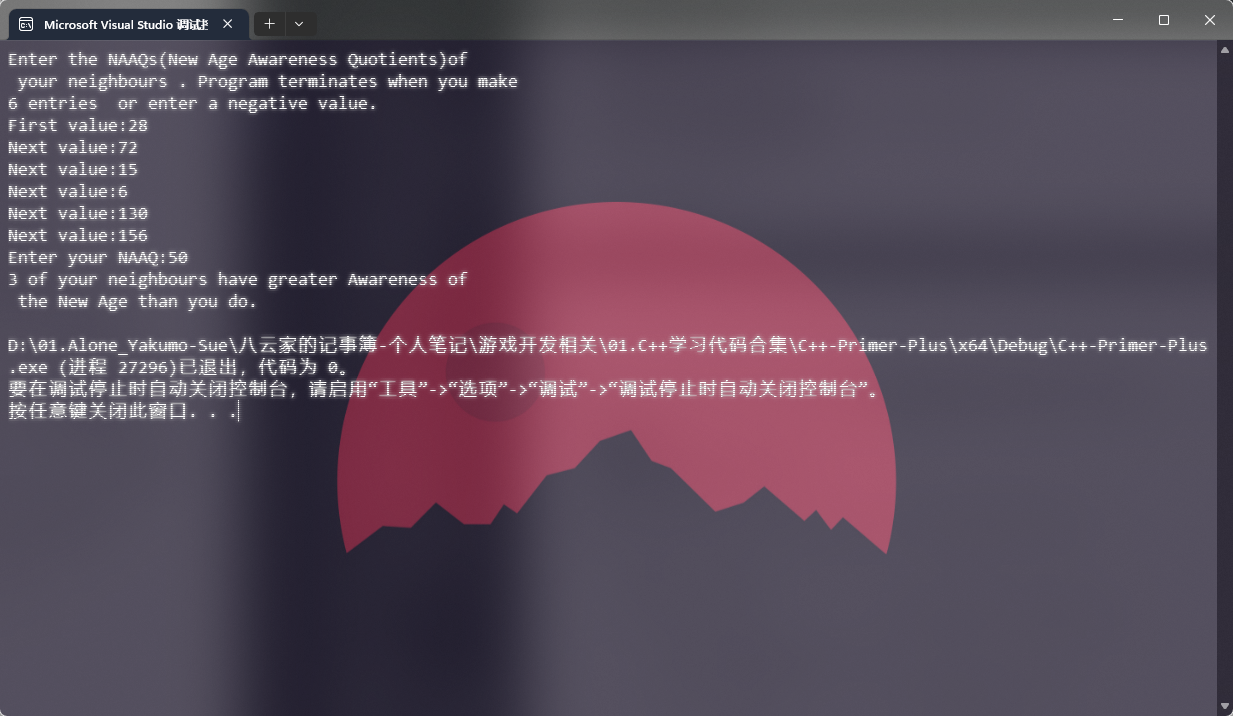 Microsoft Visual Studio 调试
Enter the NAAQs(New Age Awareness Quotients)of
your neighbours . Program terminates when you make
6 entries  or enter a negative value.
First value:28
Next value:72
Next value:15
Next value:6
Next value:130
Next value:156
Enter your NAAQ:50
3 of your neighbours have greater Awareness of
the New Age than you do.
D:\01.Alone_Yakumo-Sue\八云家的记事簿-个人笔记\游戏开发相关\01.C++学习代码合集\C++-Primer-Plus\x64\Debug\C++-Primer-Plus
.exe (进程 27296)已退出，代码为 0。
要在调试停止时自动关闭控制台，请启用“工具”->“选项”->“调试”->“调试停止时自动关闭控制台”。
按任意键关闭此窗口. . .